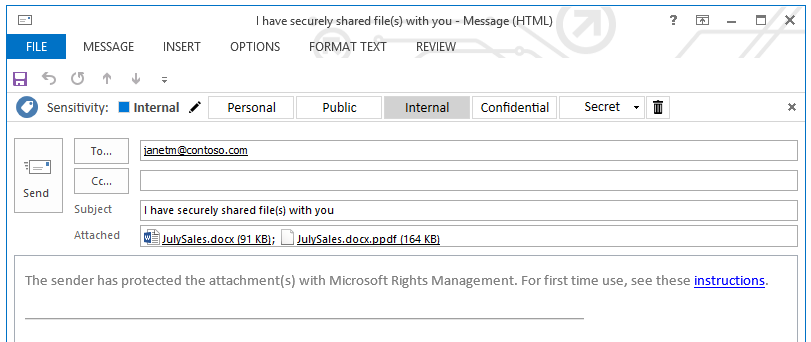 I have securely shared file(s) with you - Message (HTML)
FILE MESSAGE INSERT OPTIONS FORMAT TEXT REVIEW
Sensitivity: Internal Personal Public Internal Confidential Secret
Send
To... janetm@contoso.com
Cc...
Subject I have securely shared file(s) with you
Attached JulySales.docx (91 KB); JulySales.docx.ppdf (164 KB)
The sender has protected the attachment(s) with Microsoft Rights Management. For first time use, see these instructions.